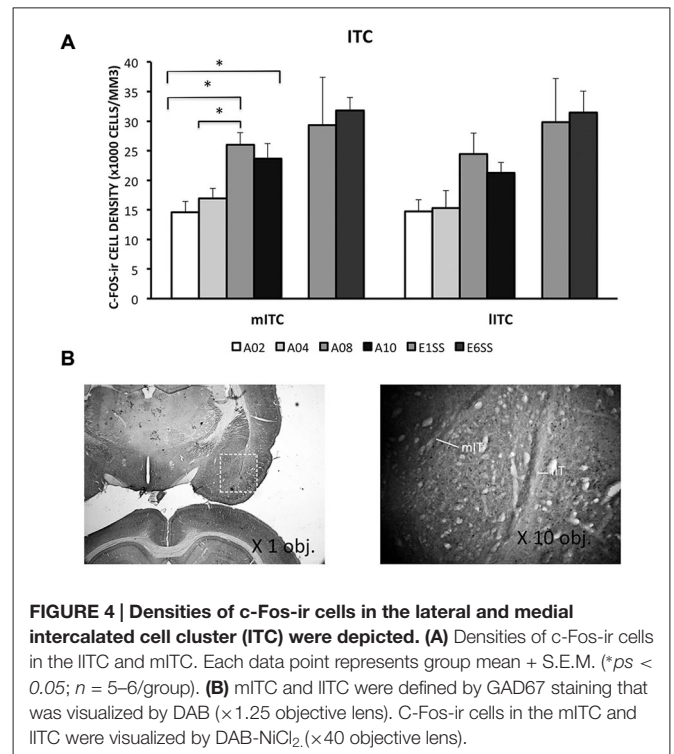 A
ITC
C-FOS-ir CELL DENSITY (x1000 CELLS/MM3)
40
35
30
25
20
15
10
5
0
*
*
*
mITC
lITC
A02 A04 A08 A10 E1SS E6SS
B
X 1 obj.
mIT
lIT
X 10 obj.
FIGURE 4 | Densities of c-Fos-ir cells in the lateral and medial
intercalated cell cluster (ITC) were depicted. (A) Densities of c-Fos-ir cells
in the lITC and mITC. Each data point represents group mean + S.E.M. (*ps <
0.05; n = 5–6/group). (B) mITC and lITC were defined by GAD67 staining that
was visualized by DAB (×1.25 objective lens). C-Fos-ir cells in the mITC and
lITC were visualized by DAB-NiCl2.(×40 objective lens).